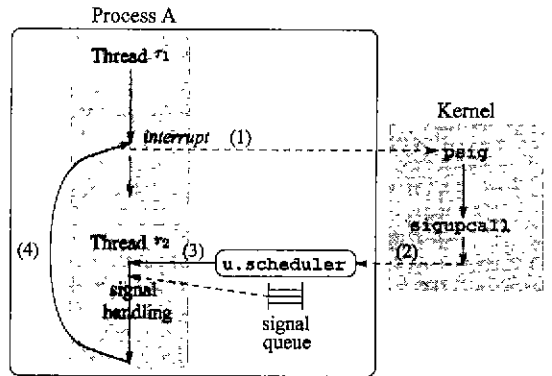 Process A
Thread τ1
interrupt (1)
Kernel
psig
sigupcall
(4)
Thread τ2
(3)
u.scheduler
(2)
signal
handling
signal
queue